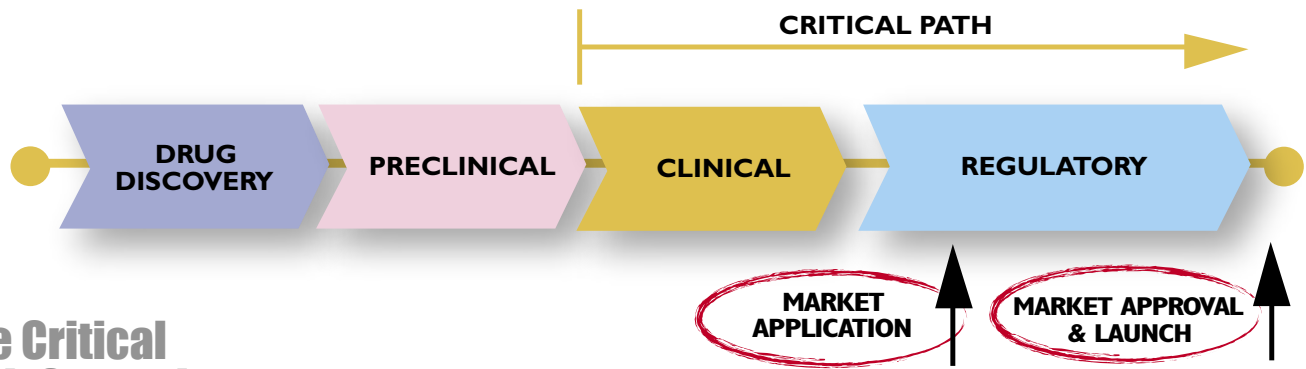 CRITICAL PATH
DRUG
DISCOVERY
PRECLINICAL
CLINICAL
REGULATORY
MARKET
APPLICATION
MARKET APPROVAL
& LAUNCH
e Critical